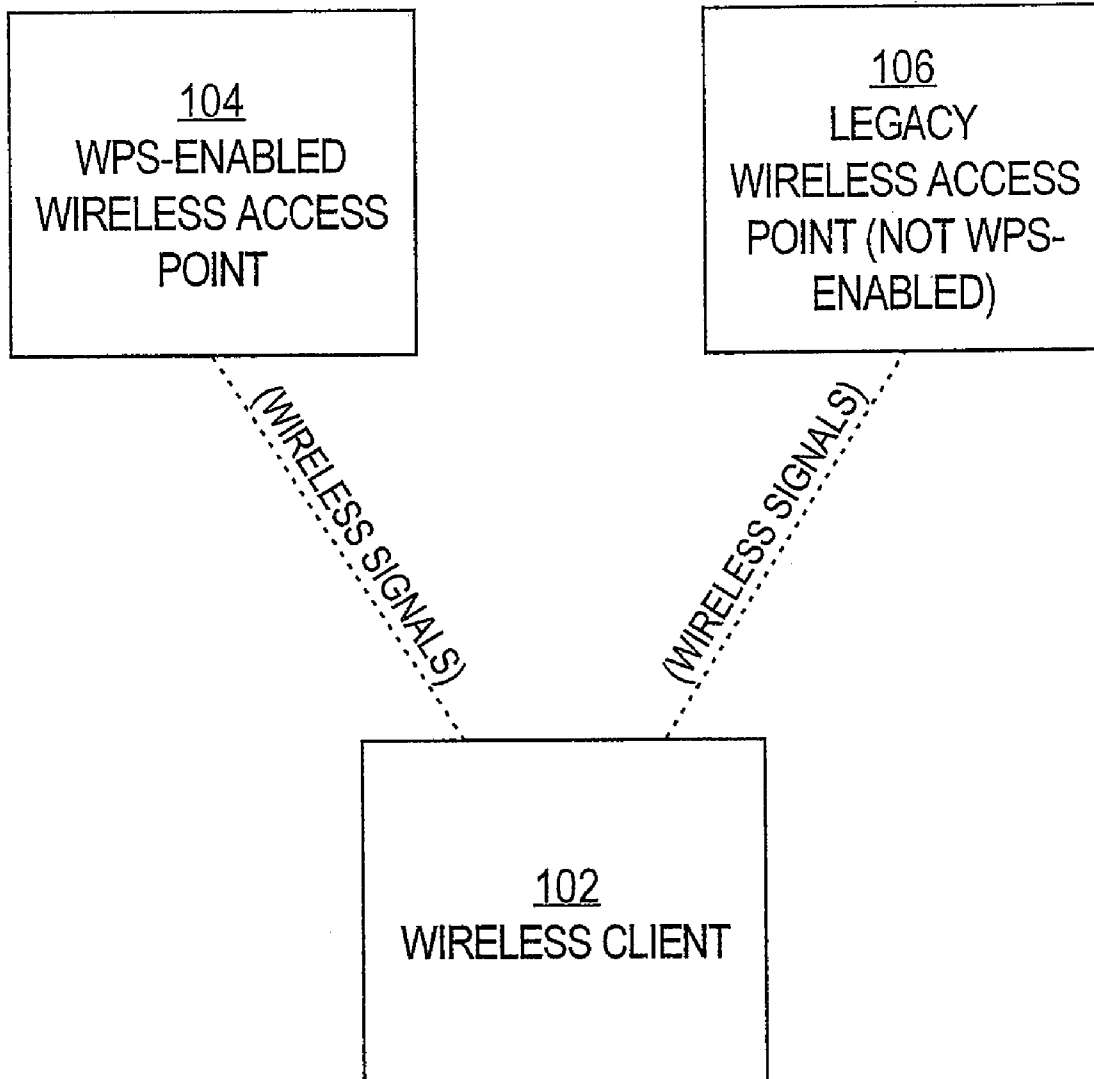 104
WPS-ENABLED
WIRELESS ACCESS
POINT
106
LEGACY
WIRELESS ACCESS
POINT (NOT WPS-
ENABLED)
(WIRELESS SIGNALS)
(WIRELESS SIGNALS)
102
WIRELESS CLIENT